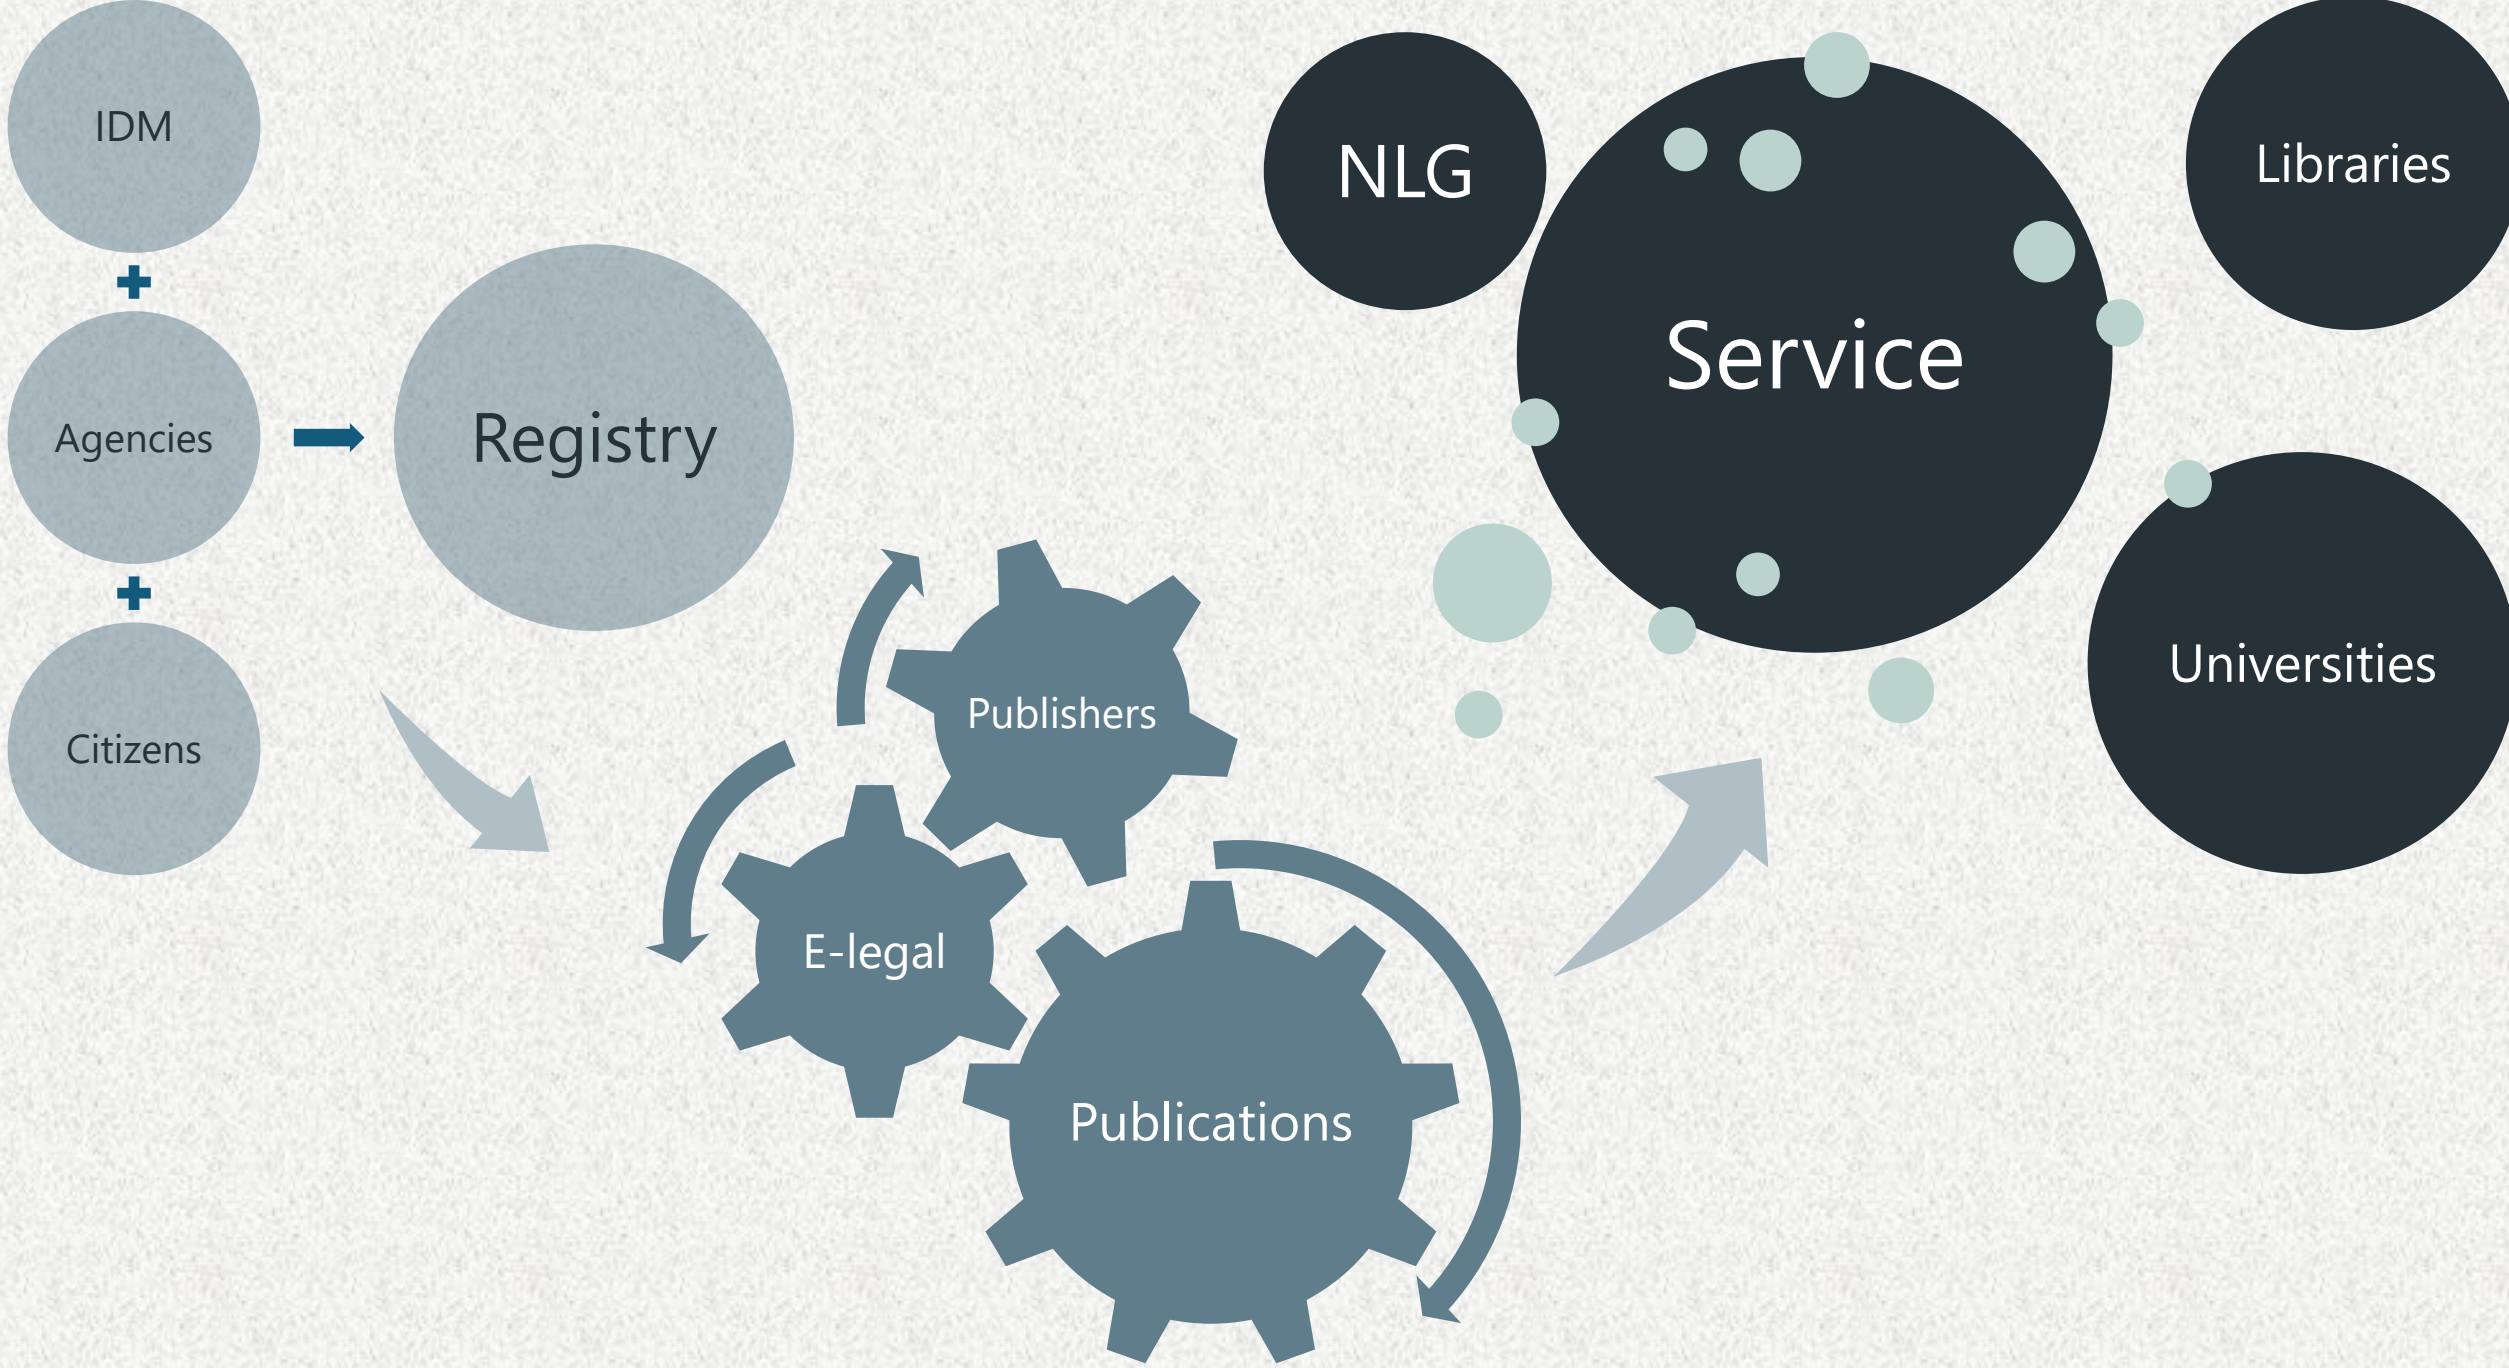 IDM
Agencies
Citizens
Registry
Publishers
E-legal
Publications
NLG
Service
Libraries
Universities